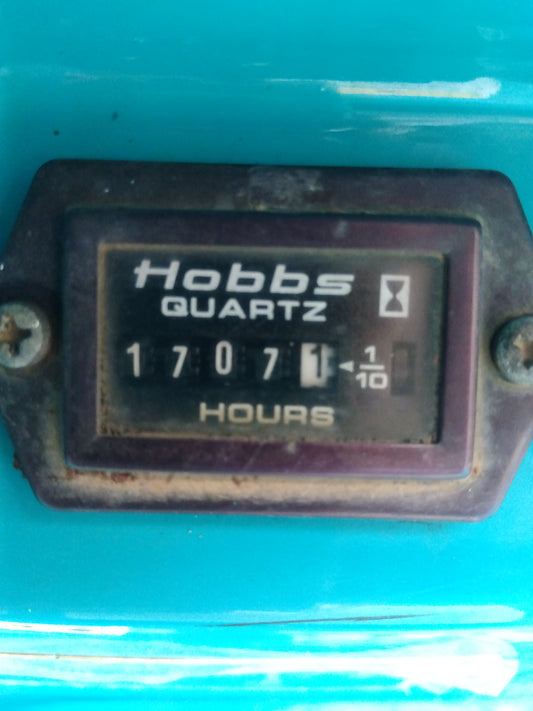 Hobbs
QUARTZ
1 7 0 7 1 ◄ 1/10
HOURS